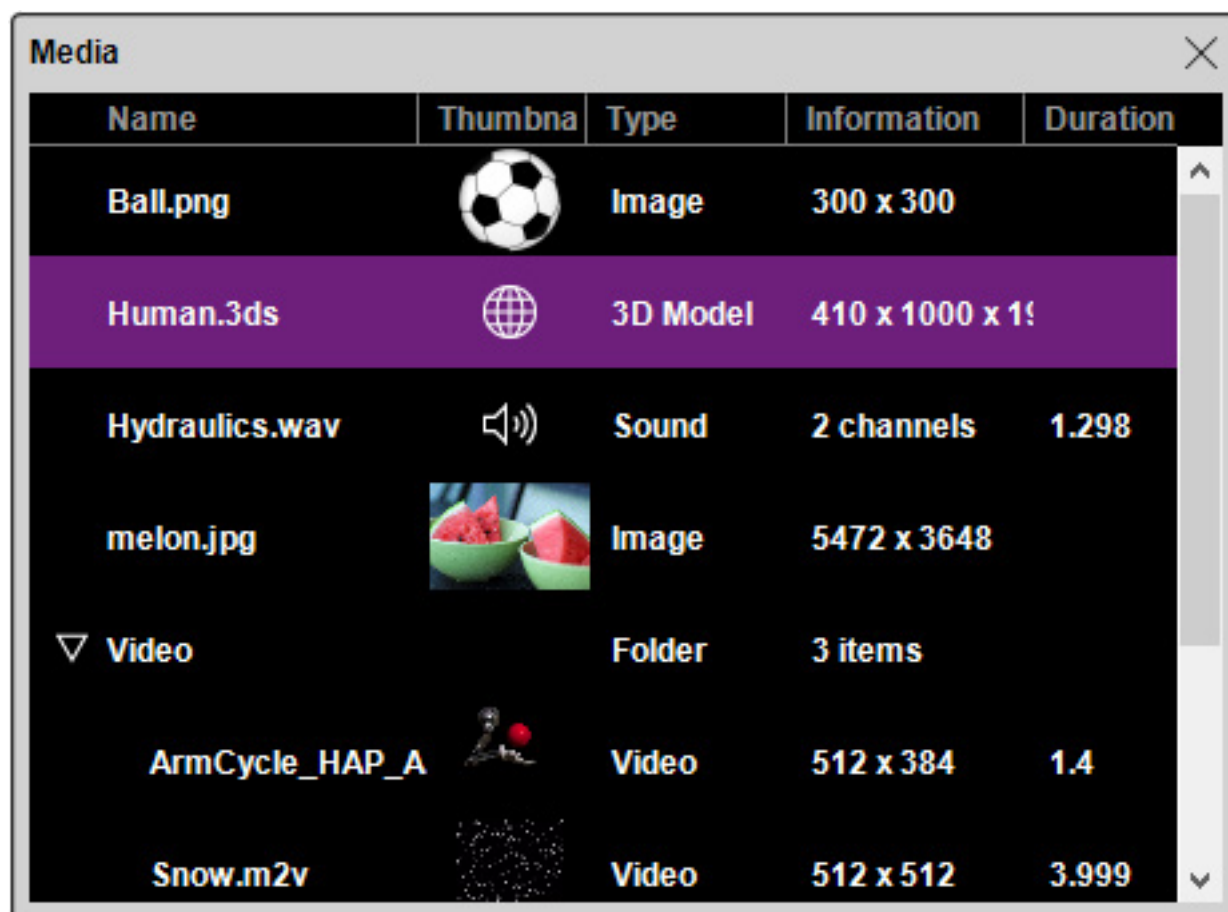 Media
Name Thumbna Type Information Duration
Ball.png Image 300 x 300
Human.3ds 3D Model 410 x 1000 x
Hydraulics.wav Sound 2 channels 1.298
melon.jpg Image 5472 x 3648
Video Folder 3 items
ArmCycle_HAP_A Video 512 x 384 1.4
Snow.m2v Video 512 x 512 3.999